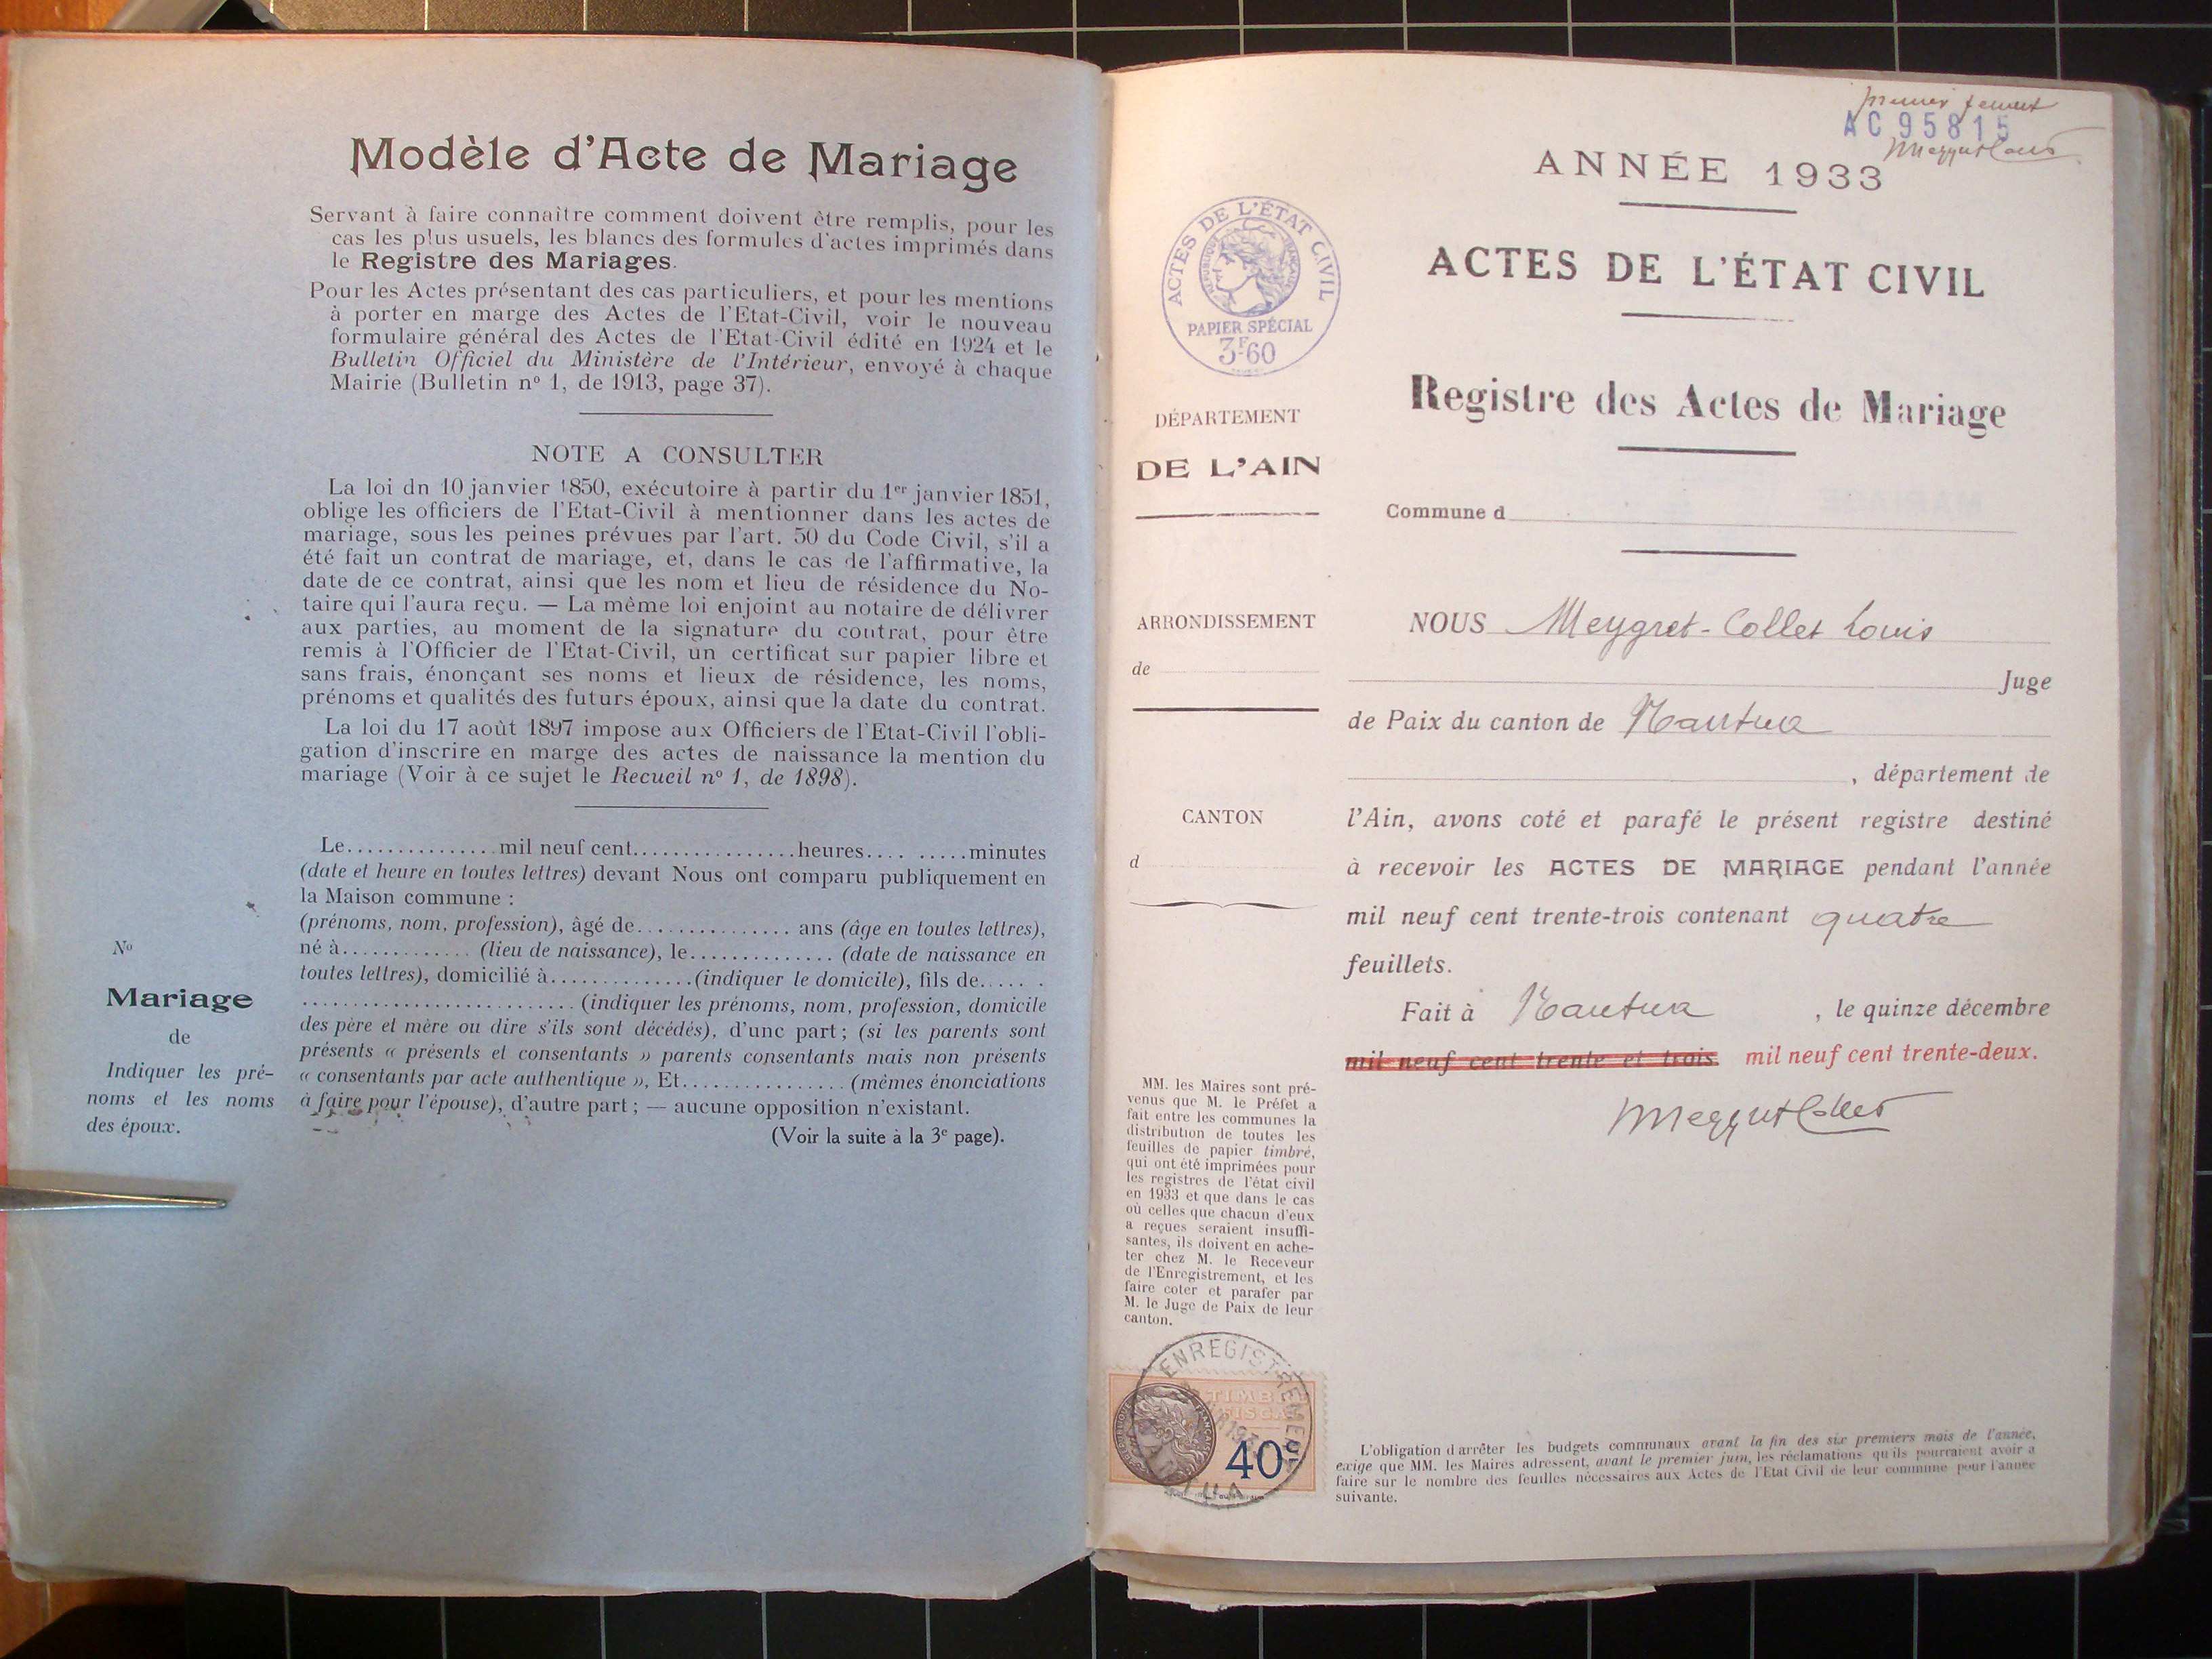 Modèle d'Acte de Mariage
Servant à faire connaître comment doivent être remplis, pour les
cas les plus usuels, les blancs des formules d'actes imprimés dans
le Registre des Mariages.
Pour les Actes présentant des cas particuliers, et pour les mentions
à porter en marge des Actes de l'Etat-Civil, voir le nouveau
formulaire général des Actes de l'Etat-Civil édité en 1924 et le
Bulletin Officiel du Ministère de l'Intérieur, envoyé à chaque
Mairie (Bulletin nº 1, de 1913, page 37).
NOTE A CONSULTER
La loi dn 10 janvier 1850, exécutoire à partir du 1er janvier 1851,
oblige les officiers de l'Etat-Civil à mentionner dans les actes de
mariage, sous les peines prévues par l'art. 50 du Code Civil, s'il a
été fait un contrat de mariage, et, dans le cas de l'affirmative, la
date de ce contrat, ainsi que les nom et lieu de résidence du No-
taire qui l'aura reçu. — La même loi enjoint au notaire de délivrer
aux parties, au moment de la signature du contrat, pour être
remis à l'Officier de l'Etat-Civil, un certificat sur papier libre et
sans frais, énonçant ses noms et lieux de résidence, les noms,
prénoms et qualités des futurs époux, ainsi que la date du contrat.
La loi du 17 août 1897 impose aux Officiers de l'Etat-Civil l'obli-
gation d'inscrire en marge des actes de naissance la mention du
mariage (Voir à ce sujet le Recueil nº 1, de 1898).
Le...............mil neuf cent................heures.... .....minutes
(date et heure en toutes lettres) devant Nous ont comparu publiquement en
la Maison commune :
(prénoms, nom, profession), âgé de............... ans (âge en toutes lettres),
né à............. (lieu de naissance), le.............. (date de naissance en
toutes lettres), domicilié à..............(indiquer le domicile), fils de..... .
........................... (indiquer les prénoms, nom, profession, domicile
des père et mère ou dire s'ils sont décédés), d'une part ; (si les parents sont
présents « présents et consentants » parents consentants mais non présents
« consentants par acte authentique », Et................ (mêmes énonciations
à faire pour l'épouse), d'autre part ; — aucune opposition n'existant.
(Voir la suite à la 3e page).
Nº
Mariage
de
Indiquer les pré-
noms et les noms
des époux.
premier feuillet
AC95815
MeygretCollet
ANNÉE 1933
ACTES DE L'ÉTAT CIVIL
Registre des Actes de Mariage
Commune d
ACTES DE L'ÉTAT CIVIL
RÉPUBLIQUE FRANÇAISE
PAPIER SPÉCIAL
3F60
DÉPARTEMENT
DE L'AIN
ARRONDISSEMENT
de
CANTON
d
NOUS Meygret-Collet Louis
Juge
de Paix du canton de Nantua
, département de
l'Ain, avons coté et parafé le présent registre destiné
à recevoir les ACTES DE MARIAGE pendant l'année
mil neuf cent trente-trois contenant quatre
feuillets.
Fait à Nantua , le quinze décembre
mil neuf cent trente et trois. mil neuf cent trente-deux.
MeygretCollet
MM. les Maires sont pré-
venus que M. le Préfet a
fait entre les communes la
distribution de toutes les
feuilles de papier timbré,
qui ont été imprimées pour
les registres de l'état civil
en 1933 et que dans le cas
où celles que chacun d'eux
a reçues seraient insuffi-
santes, ils doivent en ache-
ter chez M. le Receveur
de l'Enregistrement, et les
faire coter et parafer par
M. le Juge de Paix de leur
canton.
ENREGISTREMENT
TIMBRE
FISCAL
40c
L'obligation d'arrêter les budgets communaux avant la fin des six premiers mois de l'année,
exige que MM. les Maires adressent, avant le premier juin, les réclamations qu'ils pourraient avoir a
faire sur le nombre des feuilles nécessaires aux Actes de l'Etat Civil de leur commune pour l'année
suivante.